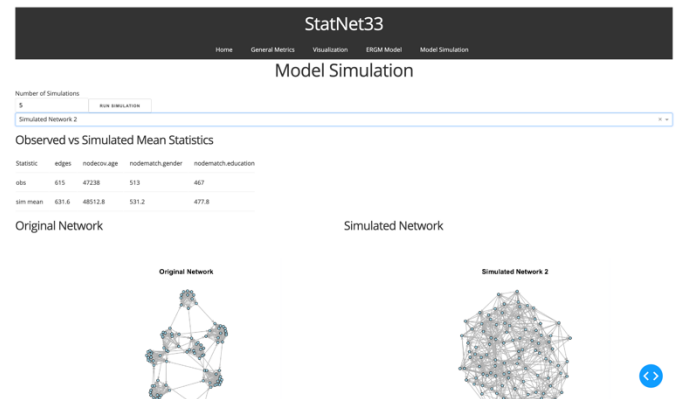 StatNet33
Home General Metrics Visualization ERGM Model Model Simulation
Model Simulation
Number of Simulations
5 RUN SIMULATION
Simulated Network 2
Observed vs Simulated Mean Statistics
Statistic edges nodecov.age nodematch.gender nodematch.education
obs 615 47238 513 467
sim mean 631.6 48512.8 531.2 477.8
Original Network Simulated Network
Original Network Simulated Network 2